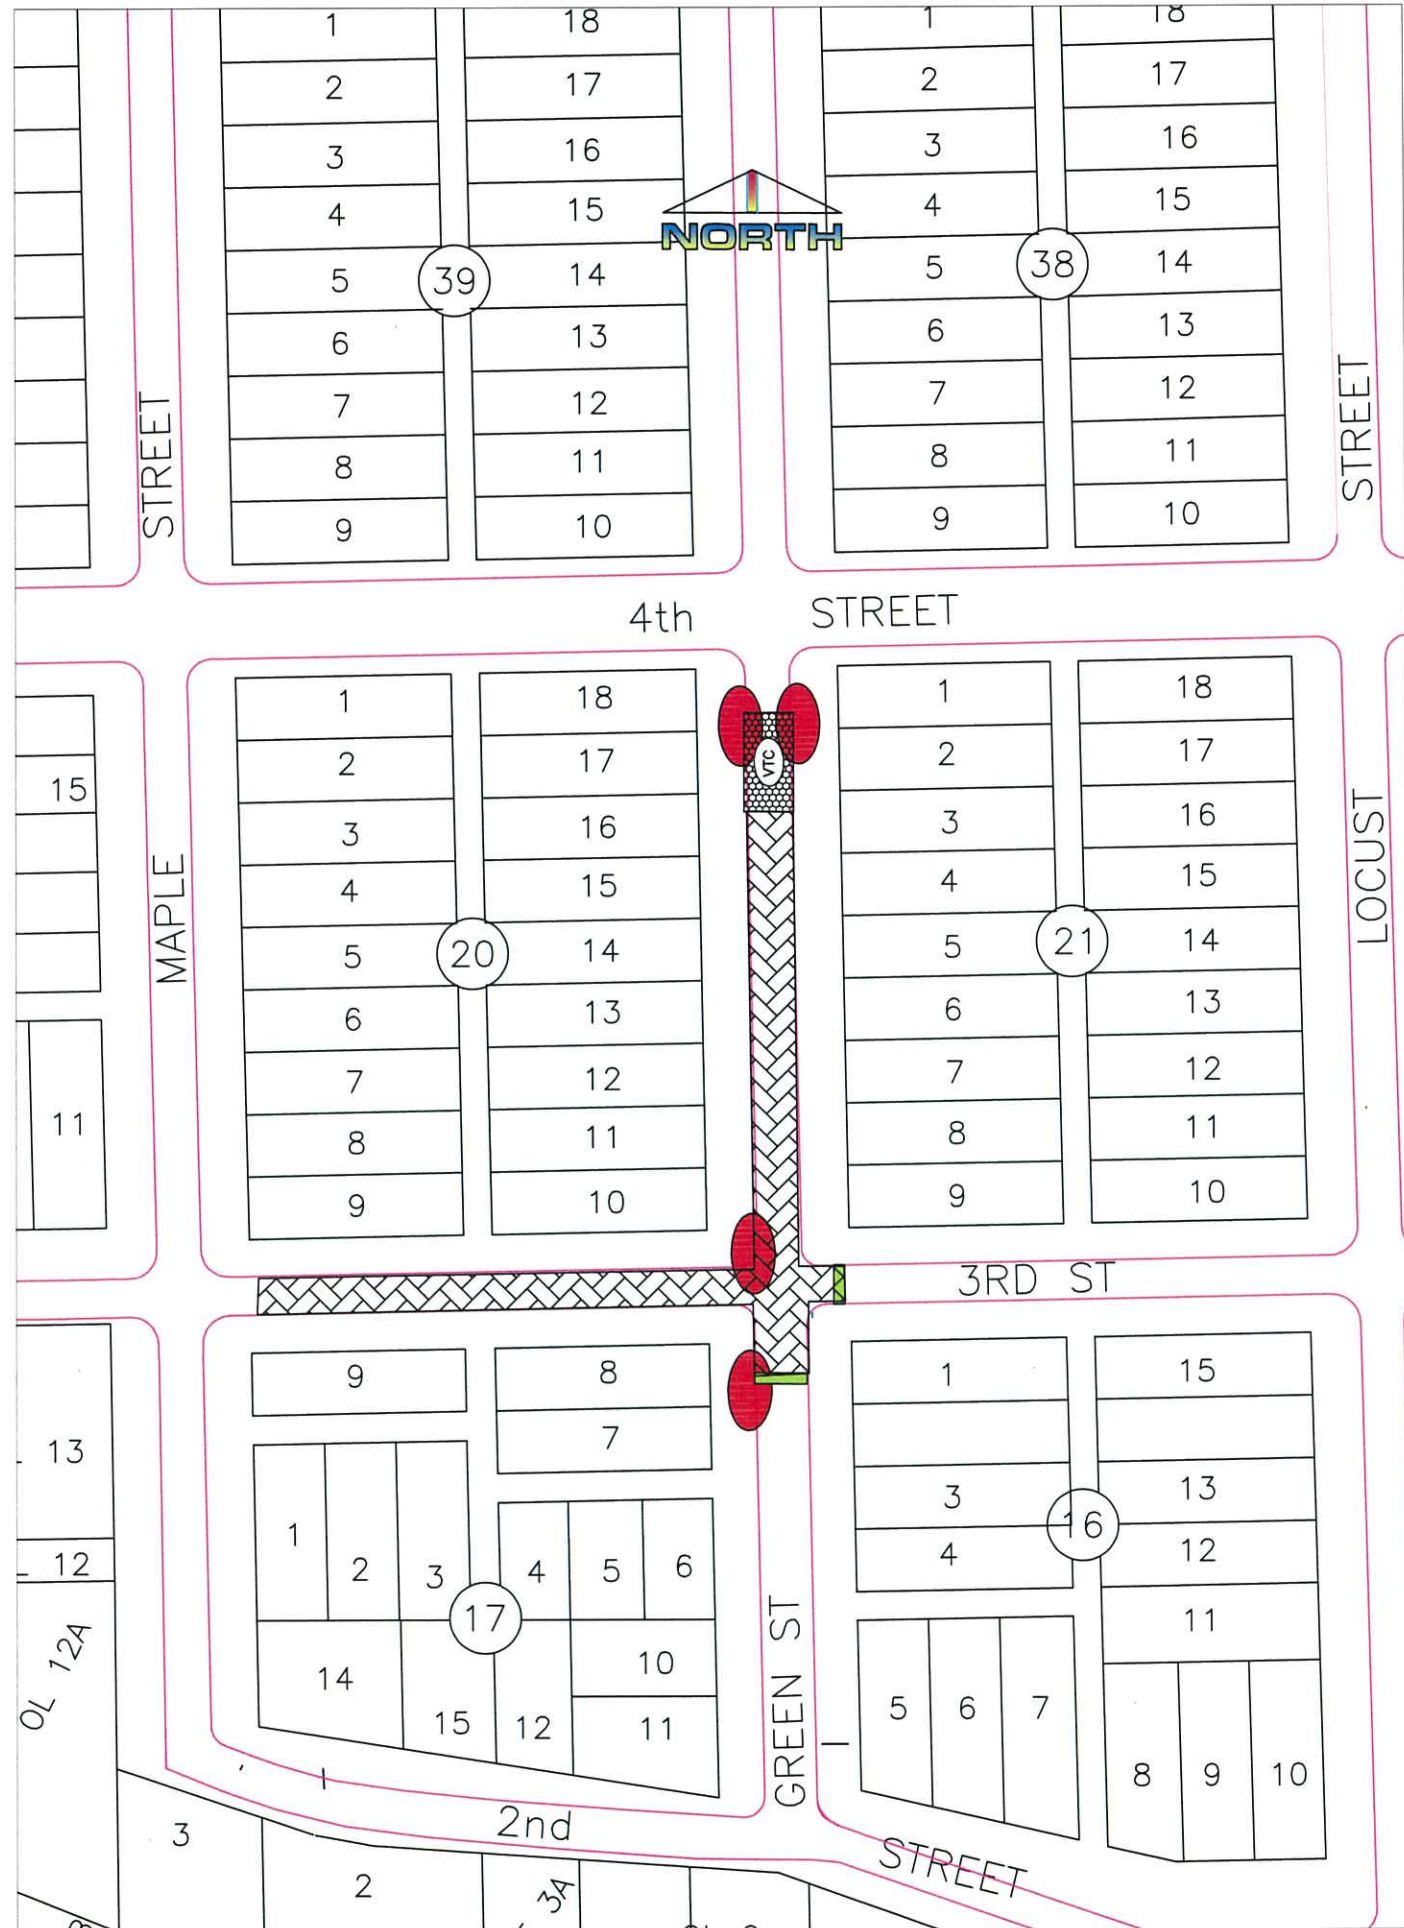 1 18 1 18
2 17 2 17
3 16 3 16
4 15 4 15
NORTH
5 39 14 5 38 14
6 13 6 13
7 12 7 12
8 11 8 11
9 10 9 10
STREET STREET
4th STREET
1 18 1 18
2 17 VTC 2 17
15 3 16 3 16
4 15 4 15
MAPLE LOCUST
5 20 14 5 21 14
6 13 6 13
7 12 7 12
11 8 11 8 11
9 10 9 10
3RD ST
9 8 1 15
7
13 3 13
16
12 4 12
1 2 3 4 5 6
17 11
OL 12A
14 10
15 12 11 GREEN ST 5 6 7
8 9 10
2nd STREET
3 2 3A